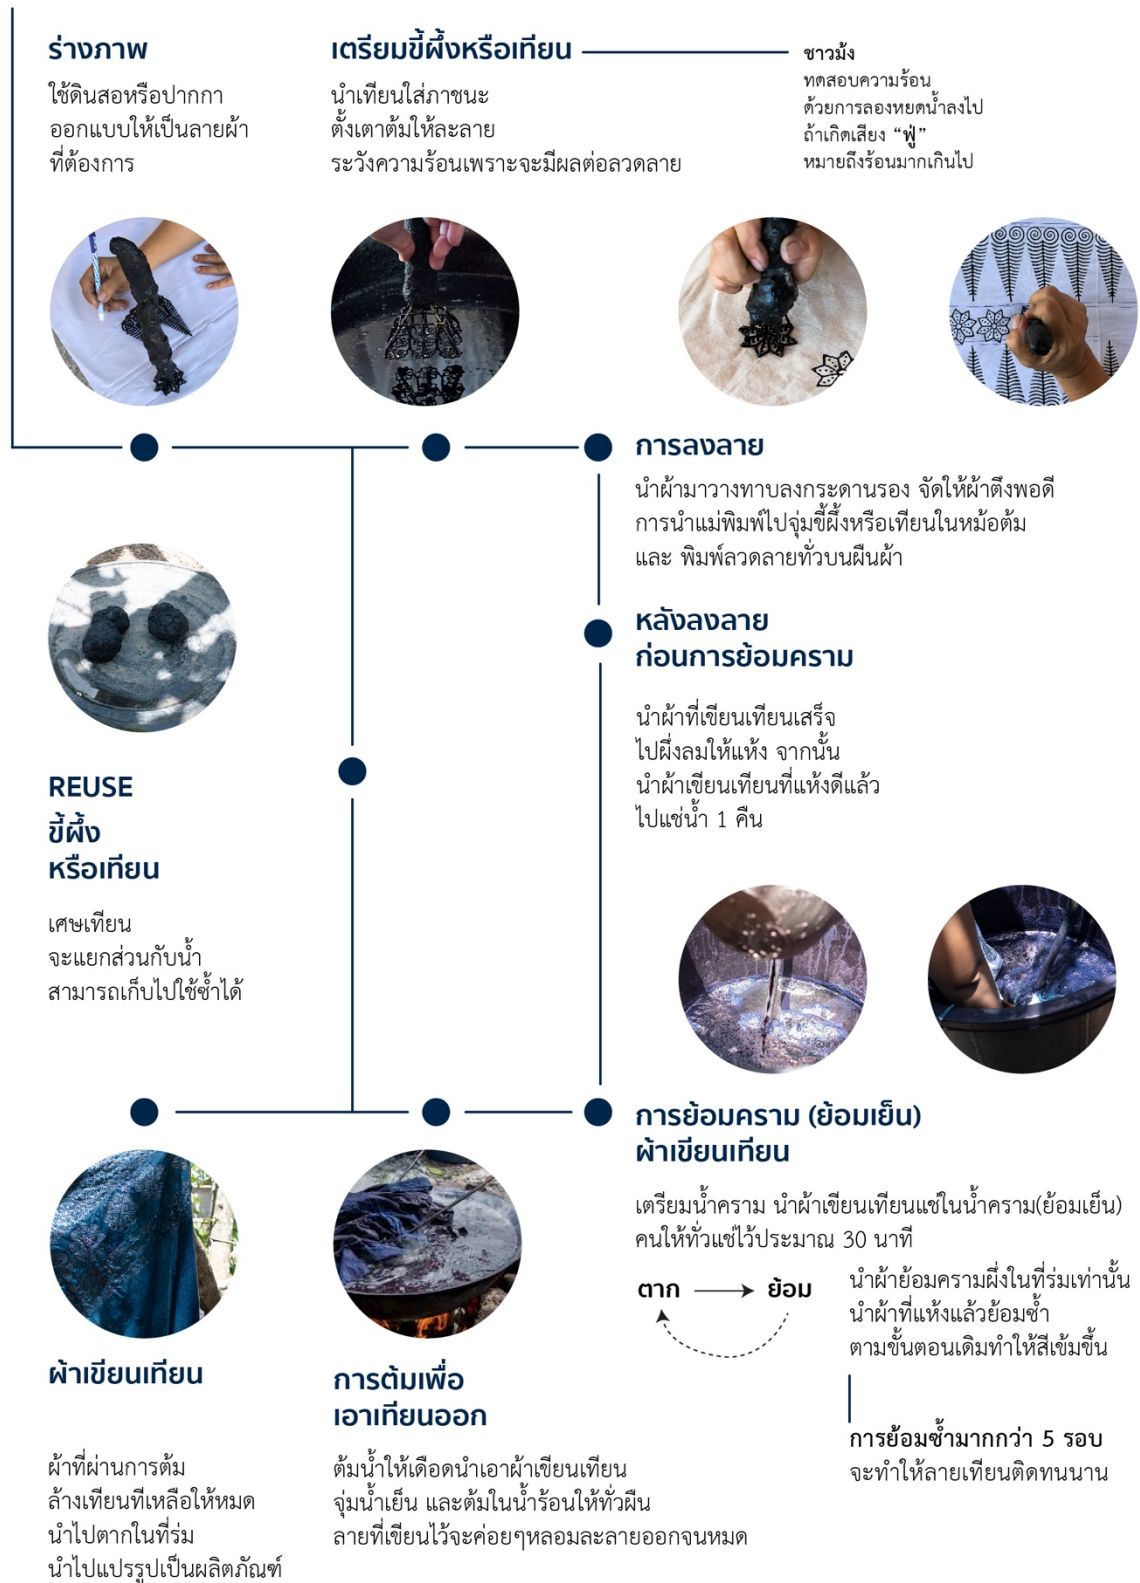 ร่างภาพ
ใช้ดินสอหรือปากกา
ออกแบบให้เป็นลายผ้า
ที่ต้องการ
เตรียมขี้ผึ้งหรือเทียน
นำเทียนใส่ภาชนะ
ตั้งเตาต้มให้ละลาย
ระวังความร้อนเพราะจะมีผลต่อลวดลาย
ชาวม้ง
ทดสอบความร้อน
ด้วยการลองหยดน้ำลงไป
ถ้าเกิดเสียง “ฟู่”
หมายถึงร้อนมากเกินไป
การลงลาย
นำผ้ามาวางทาบลงกระดานรอง จัดให้ผ้าตึงพอดี
การนำแม่พิมพ์ไปจุ่มขี้ผึ้งหรือเทียนในหม้อต้ม
และ พิมพ์ลวดลายทั่วบนผืนผ้า
หลังลงลาย
ก่อนการย้อมคราม
นำผ้าที่เขียนเทียนเสร็จ
ไปผึ่งลมให้แห้ง จากนั้น
นำผ้าเขียนเทียนที่แห้งดีแล้ว
ไปแช่น้ำ 1 คืน
REUSE
ขี้ผึ้ง
หรือเทียน
เศษเทียน
จะแยกส่วนกับน้ำ
สามารถเก็บไปใช้ซ้ำได้
การย้อมคราม (ย้อมเย็น)
ผ้าเขียนเทียน
เตรียมน้ำคราม นำผ้าเขียนเทียนแช่ในน้ำคราม(ย้อมเย็น)
คนให้ทั่วแช่ไว้ประมาณ 30 นาที
ตาก ย้อม
นำผ้าย้อมครามผึ่งในที่ร่มเท่านั้น
นำผ้าที่แห้งแล้วย้อมซ้ำ
ตามขั้นตอนเดิมทำให้สีเข้มขึ้น
การย้อมซ้ำมากกว่า 5 รอบ
จะทำให้ลายเทียนติดทนนาน
การต้มเพื่อ
เอาเทียนออก
ต้มน้ำให้เดือดนำเอาผ้าเขียนเทียน
จุ่มน้ำเย็น และต้มในน้ำร้อนให้ทั่วผืน
ลายที่เขียนไว้จะค่อยๆหลอมละลายออกจนหมด
ผ้าเขียนเทียน
ผ้าที่ผ่านการต้ม
ล้างเทียนทีเหลือให้หมด
นำไปตากในที่ร่ม
นำไปแปรรูปเป็นผลิตภัณฑ์